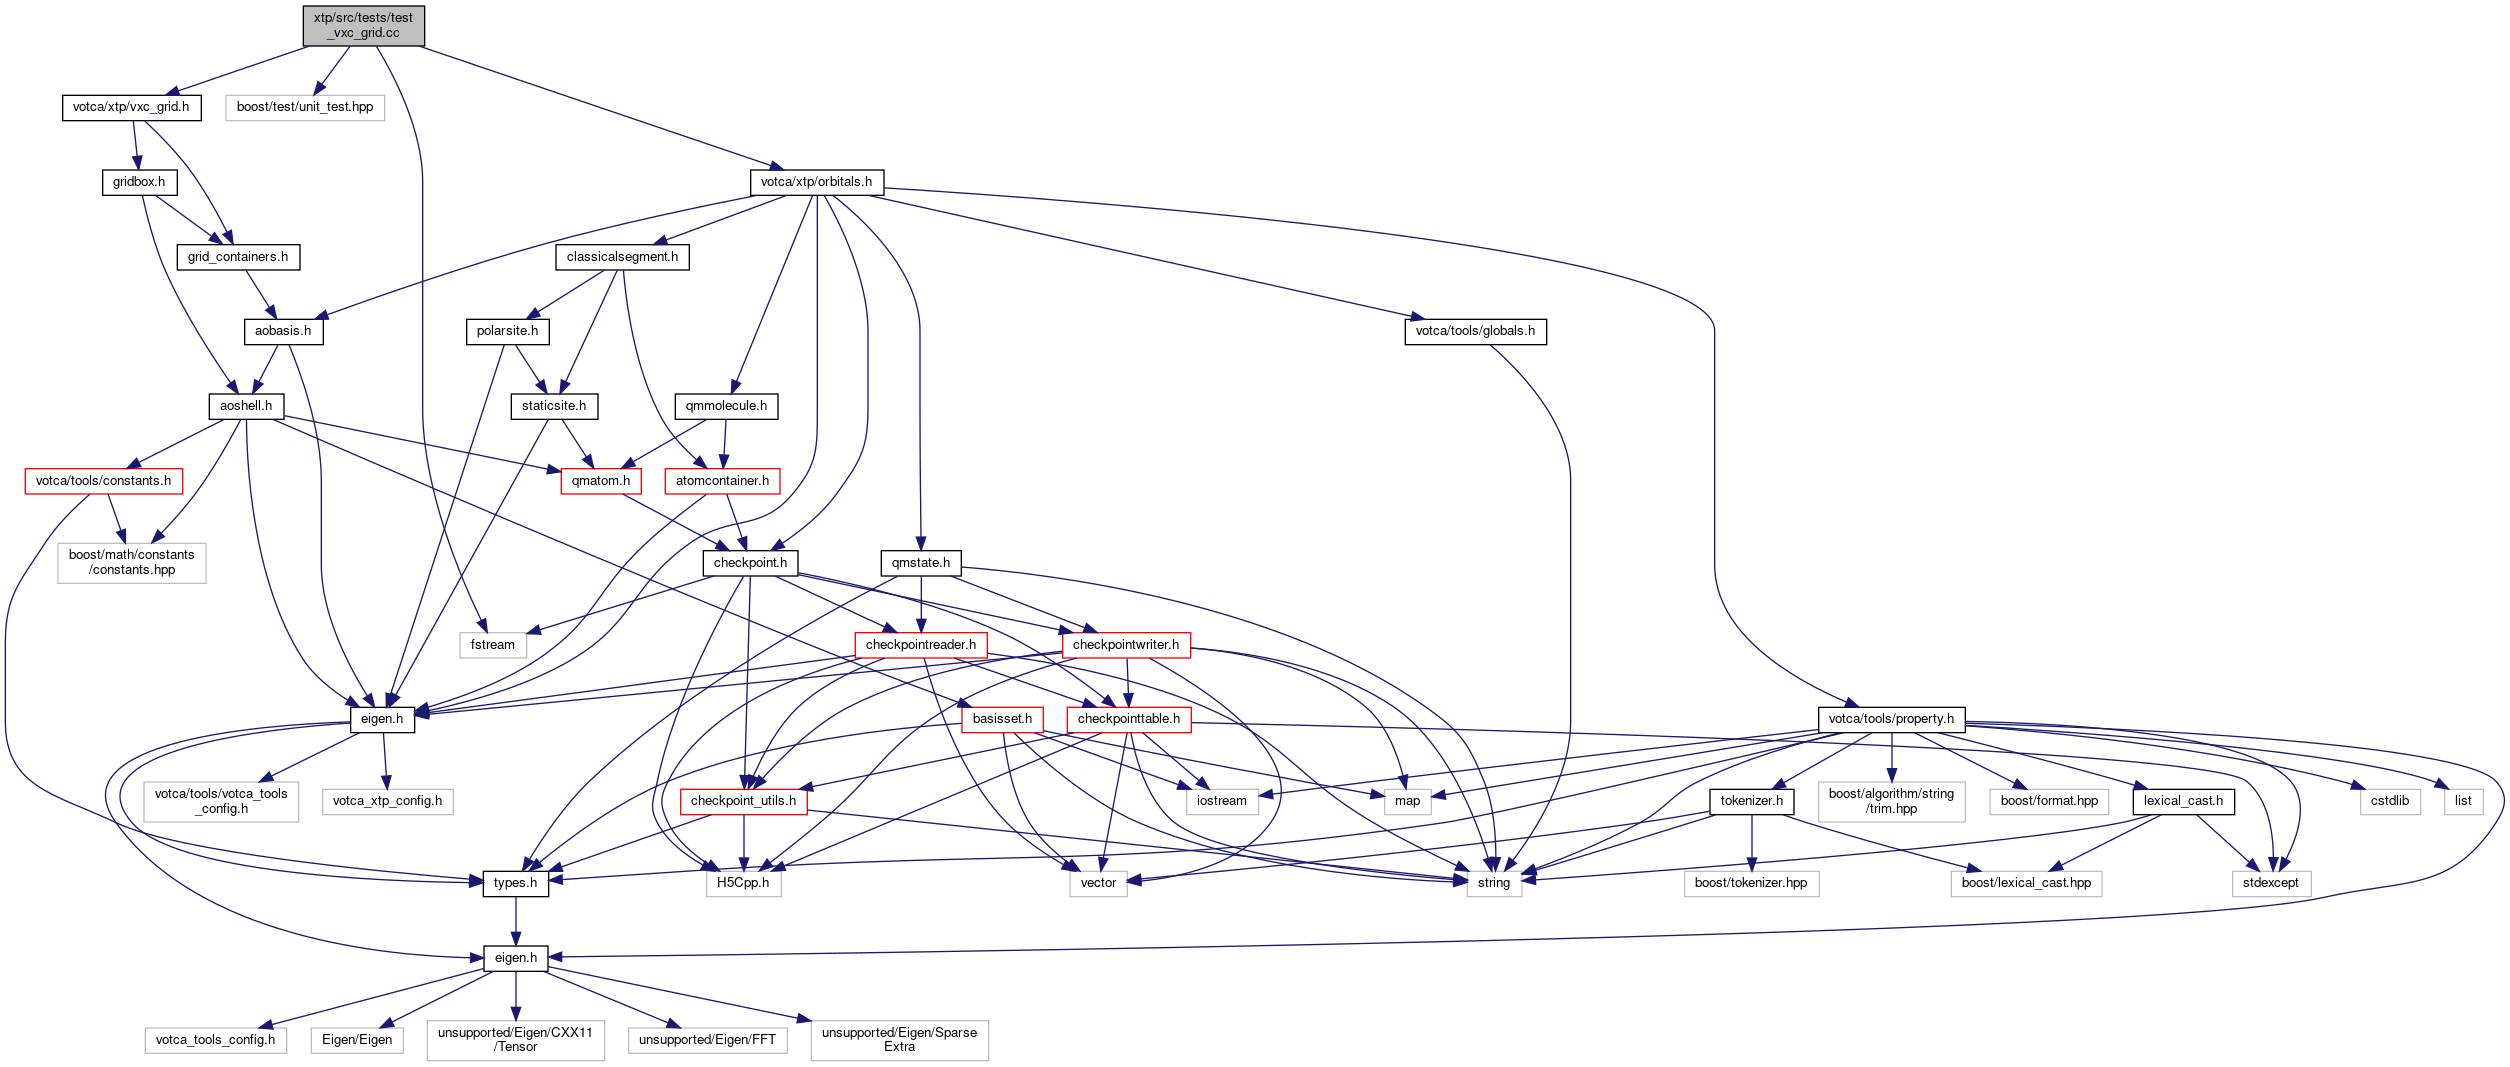 xtp/src/tests/test
_vxc_grid.cc
votca/xtp/vxc_grid.h
boost/test/unit_test.hpp
gridbox.h
votca/xtp/orbitals.h
grid_containers.h
classicalsegment.h
aobasis.h
polarsite.h
votca/tools/globals.h
aoshell.h
staticsite.h
qmmolecule.h
votca/tools/constants.h
qmatom.h
atomcontainer.h
boost/math/constants
/constants.hpp
checkpoint.h
qmstate.h
fstream
checkpointreader.h
checkpointwriter.h
eigen.h
basisset.h
checkpointtable.h
votca/tools/property.h
votca/tools/votca_tools
_config.h
votca_xtp_config.h
checkpoint_utils.h
iostream
map
tokenizer.h
boost/algorithm/string
/trim.hpp
boost/format.hpp
lexical_cast.h
cstdlib
list
types.h
H5Cpp.h
vector
string
boost/tokenizer.hpp
boost/lexical_cast.hpp
stdexcept
eigen.h
votca_tools_config.h
Eigen/Eigen
unsupported/Eigen/CXX11
/Tensor
unsupported/Eigen/FFT
unsupported/Eigen/Sparse
Extra